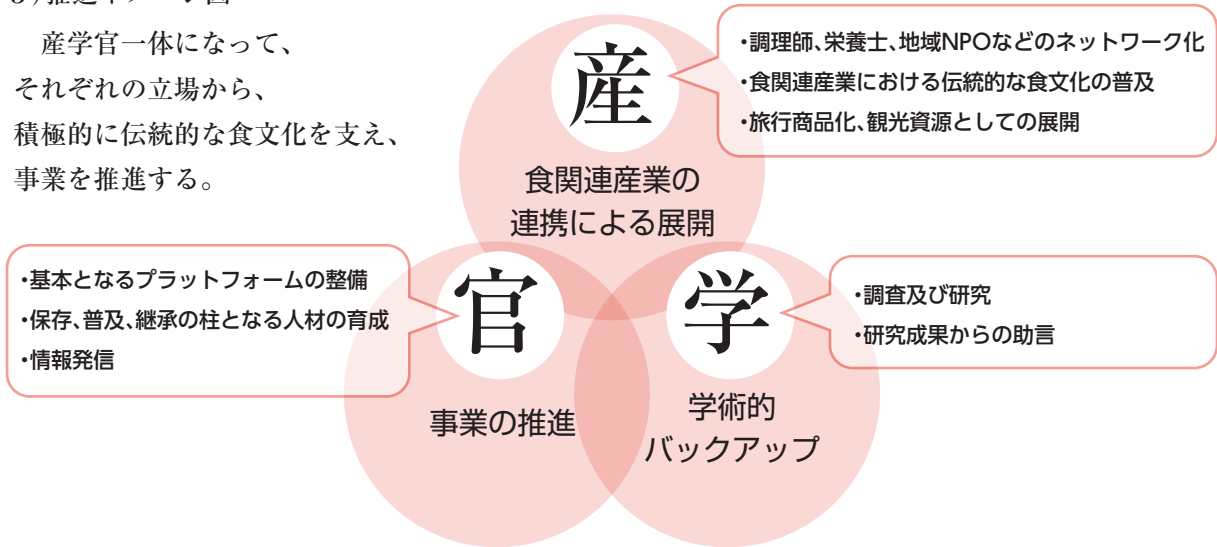 産学官一体になって、
それぞれの立場から、
積極的に伝統的な食文化を支え、
事業を推進する。
産
食関連産業の
連携による展開
・調理師、栄養士、地域NPOなどのネットワーク化
・食関連産業における伝統的な食文化の普及
・旅行商品化、観光資源としての展開
官
事業の推進
・基本となるプラットフォームの整備
・保存、普及、継承の柱となる人材の育成
・情報発信
学
学術的
バックアップ
・調査及び研究
・研究成果からの助言